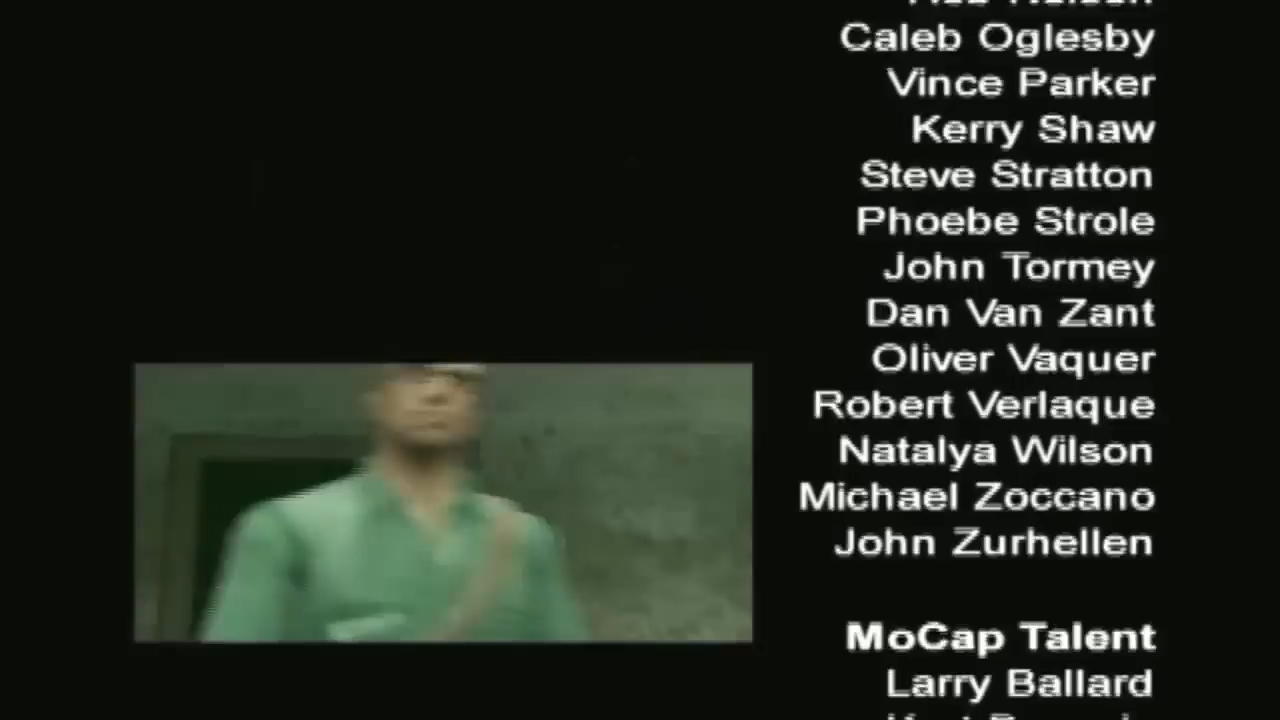 Caleb Oglesby
Vince Parker
Kerry Shaw
Steve Stratton
Phoebe Strole
John Tormey
Dan Van Zant
Oliver Vaquer
Robert Verlaque
Natalya Wilson
Michael Zoccano
John Zurhellen
MoCap Talent
Larry Ballard